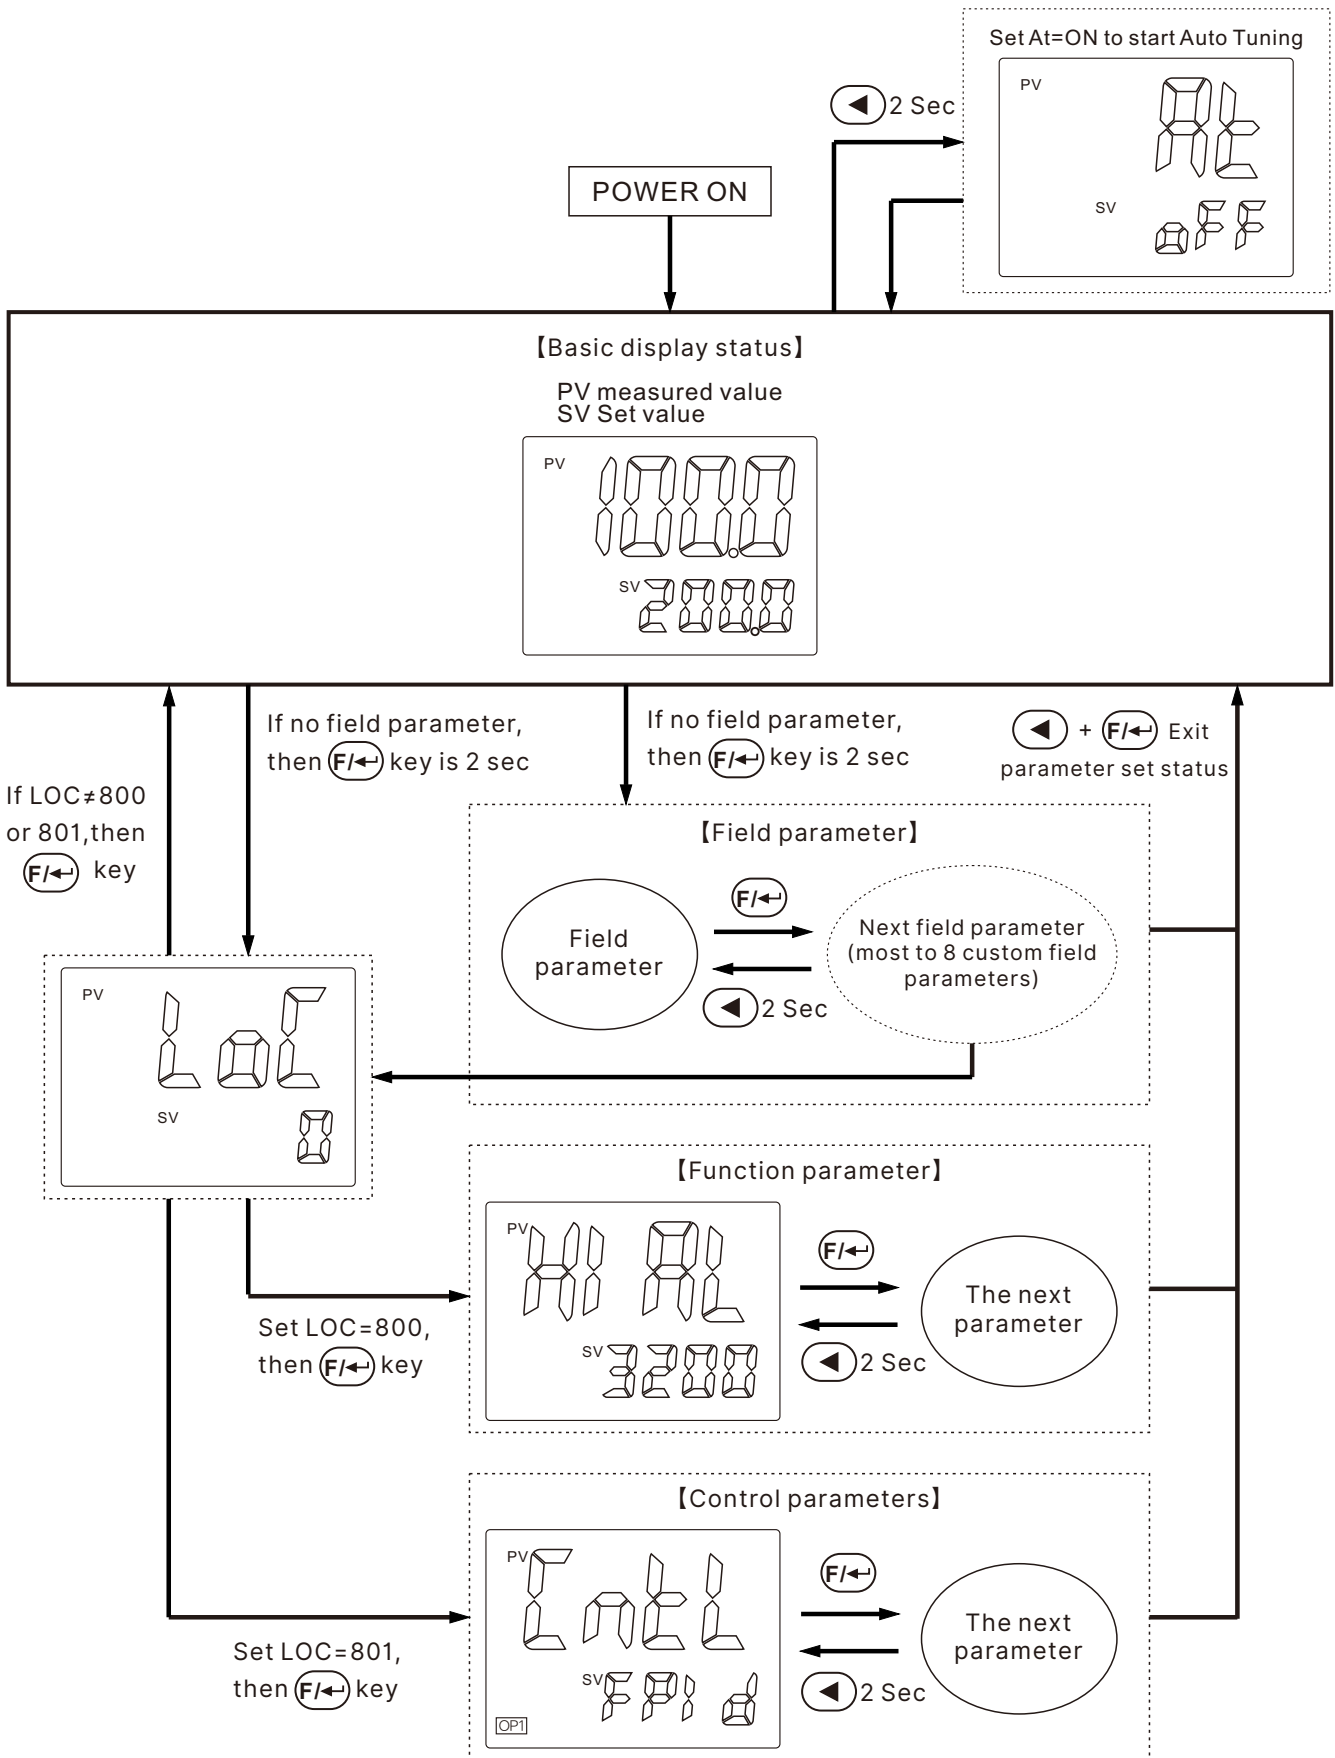 Set At=ON to start Auto Tuning
PV
At
SV
oFF
◀ 2 Sec
POWER ON
【Basic display status】
PV measured value
SV Set value
PV
100.0
SV
200.0
If no field parameter,
then F/↵ key is 2 sec
If no field parameter,
then F/↵ key is 2 sec
◀ + F/↵ Exit
parameter set status
If LOC≠800
or 801,then
F/↵ key
【Field parameter】
Field
parameter
F/↵
◀ 2 Sec
Next field parameter
(most to 8 custom field
parameters)
PV
LoC
SV
0
【Function parameter】
PV
HI AL
SV
3200
F/↵
◀ 2 Sec
The next
parameter
Set LOC=800,
then F/↵ key
【Control parameters】
PV
CntL
SV
FPId
OP1
F/↵
◀ 2 Sec
The next
parameter
Set LOC=801,
then F/↵ key